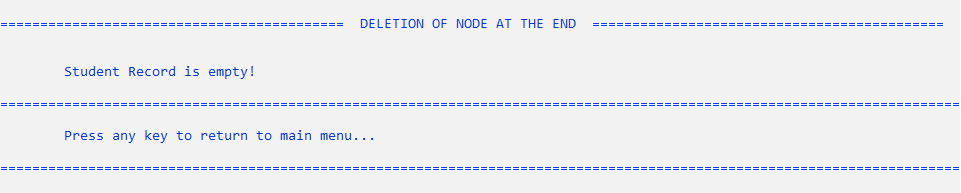 ===========================================  DELETION OF NODE AT THE END  ============================================
Student Record is empty!
========================================================================================================================
Press any key to return to main menu...
========================================================================================================================